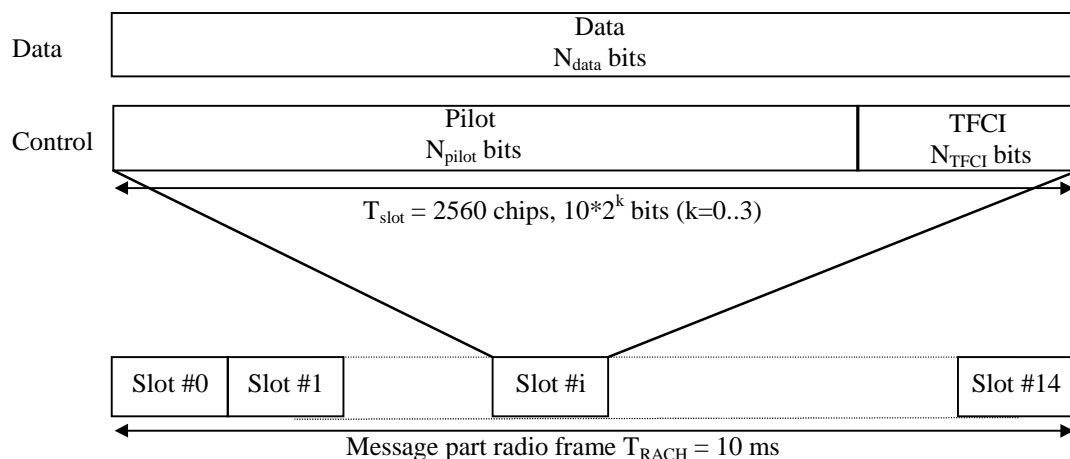 Data
Data
N_data bits
Control
Pilot
N_pilot bits
TFCI
N_TFCI bits
T_slot = 2560 chips, 10*2^k bits (k=0..3)
Slot #0 Slot #1 Slot #i Slot #14
Message part radio frame T_RACH = 10 ms